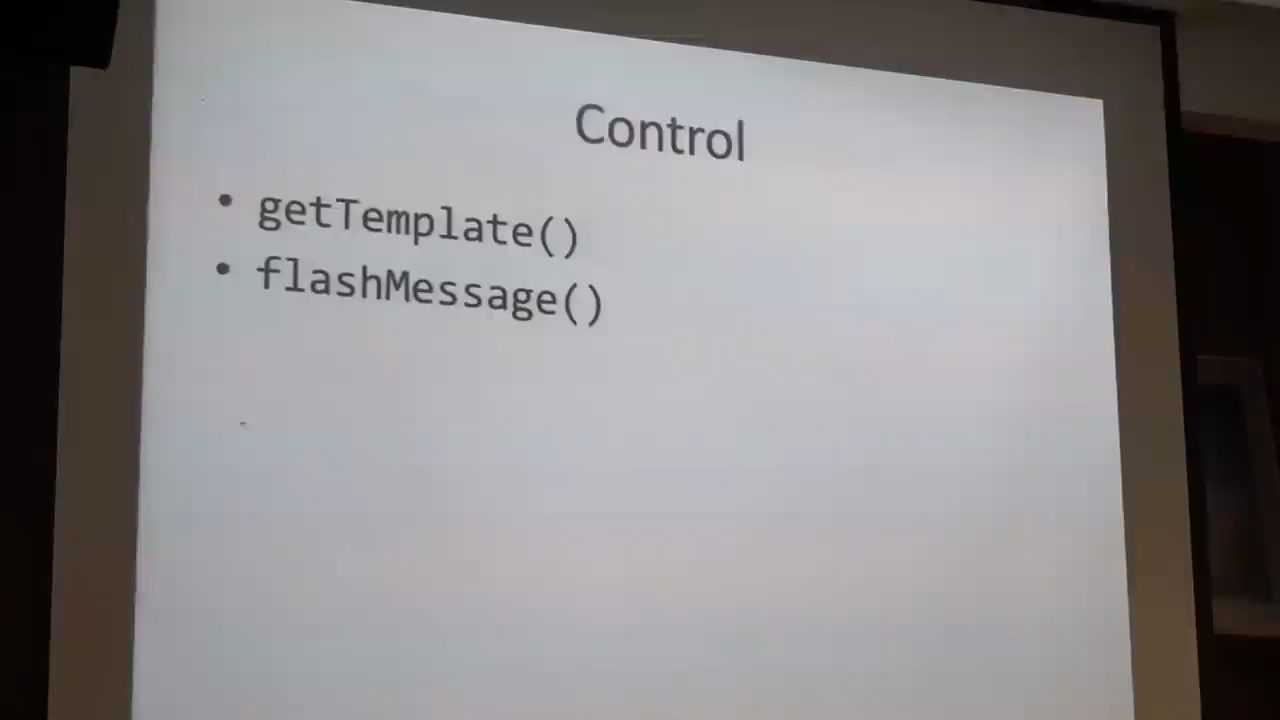 Control
• getTemplate()
• flashMessage()